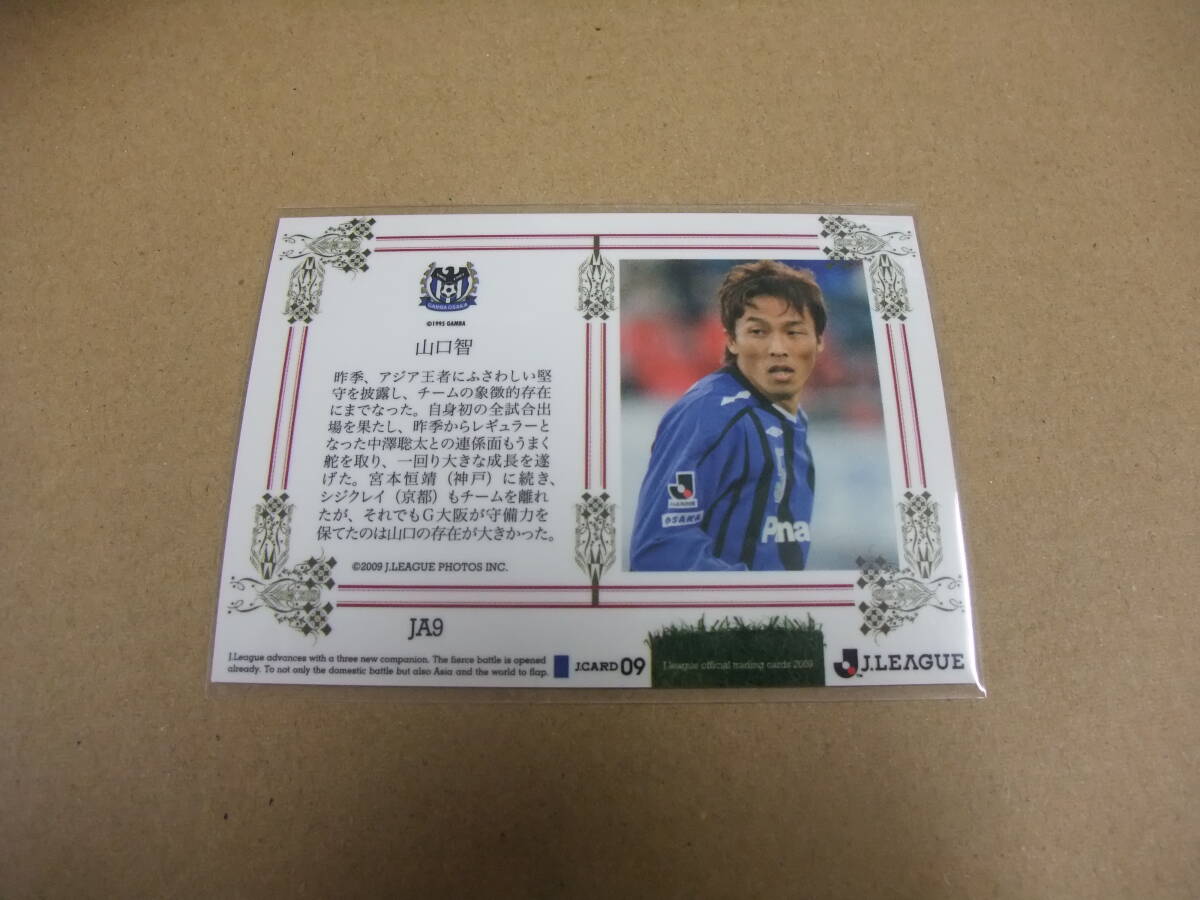 GAMBA OSAKA
©1995 GAMBA
山口智
昨季、アジア王者にふさわしい堅
守を披露し、チームの象徴的存在
にまでなった。自身初の全試合出
場を果たし、昨季からレギュラーと
なった中澤聡太との連係面もうまく
舵を取り、一回り大きな成長を遂
げた。宮本恒靖（神戸）に続き、
シジクレイ（京都）もチームを離れ
たが、それでもG大阪が守備力を
保てたのは山口の存在が大きかった。
©2009 J.LEAGUE PHOTOS INC.
J.LEAGUE
OSAKA
5
Pana
JA9
J.League advances with a three new companion. The fierce battle is opened
already. To not only the domestic battle but also Asia and the world to flap.
J.CARD 09
J.league official trading cards 2009
J.LEAGUE
TM